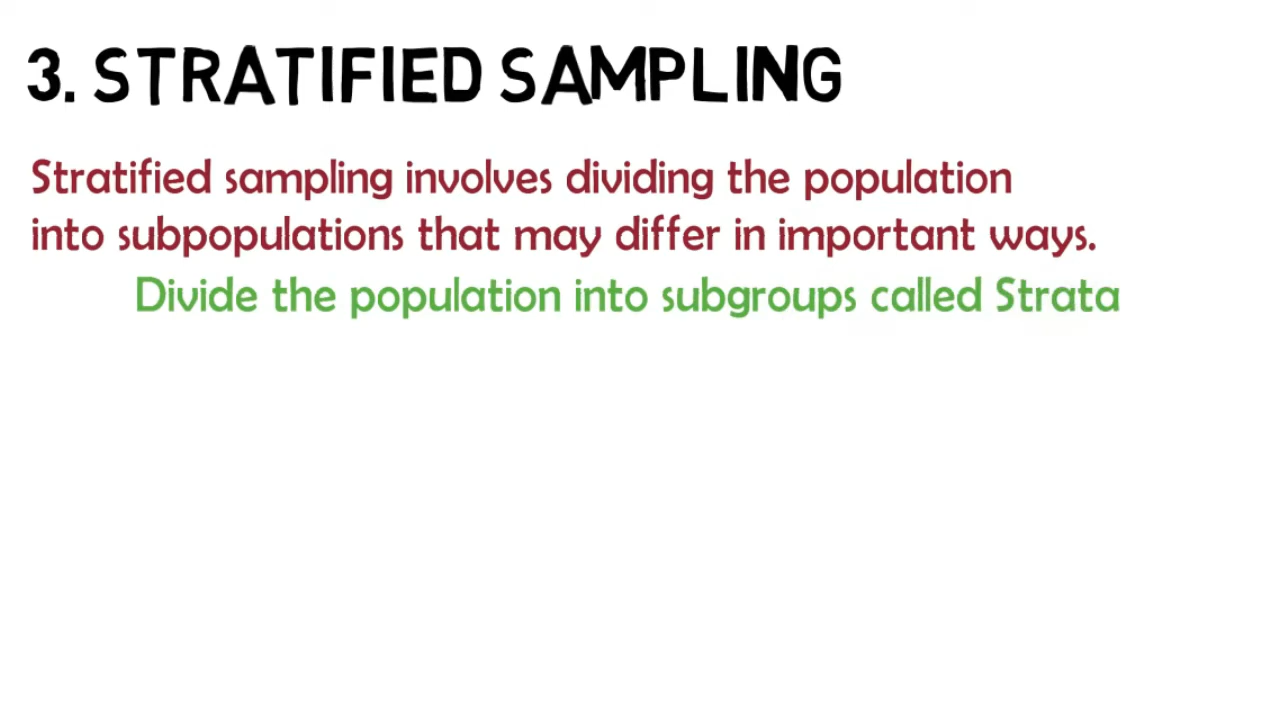 3. STRATIFIED SAMPLING
Stratified sampling involves dividing the population
into subpopulations that may differ in important ways.
Divide the population into subgroups called Strata